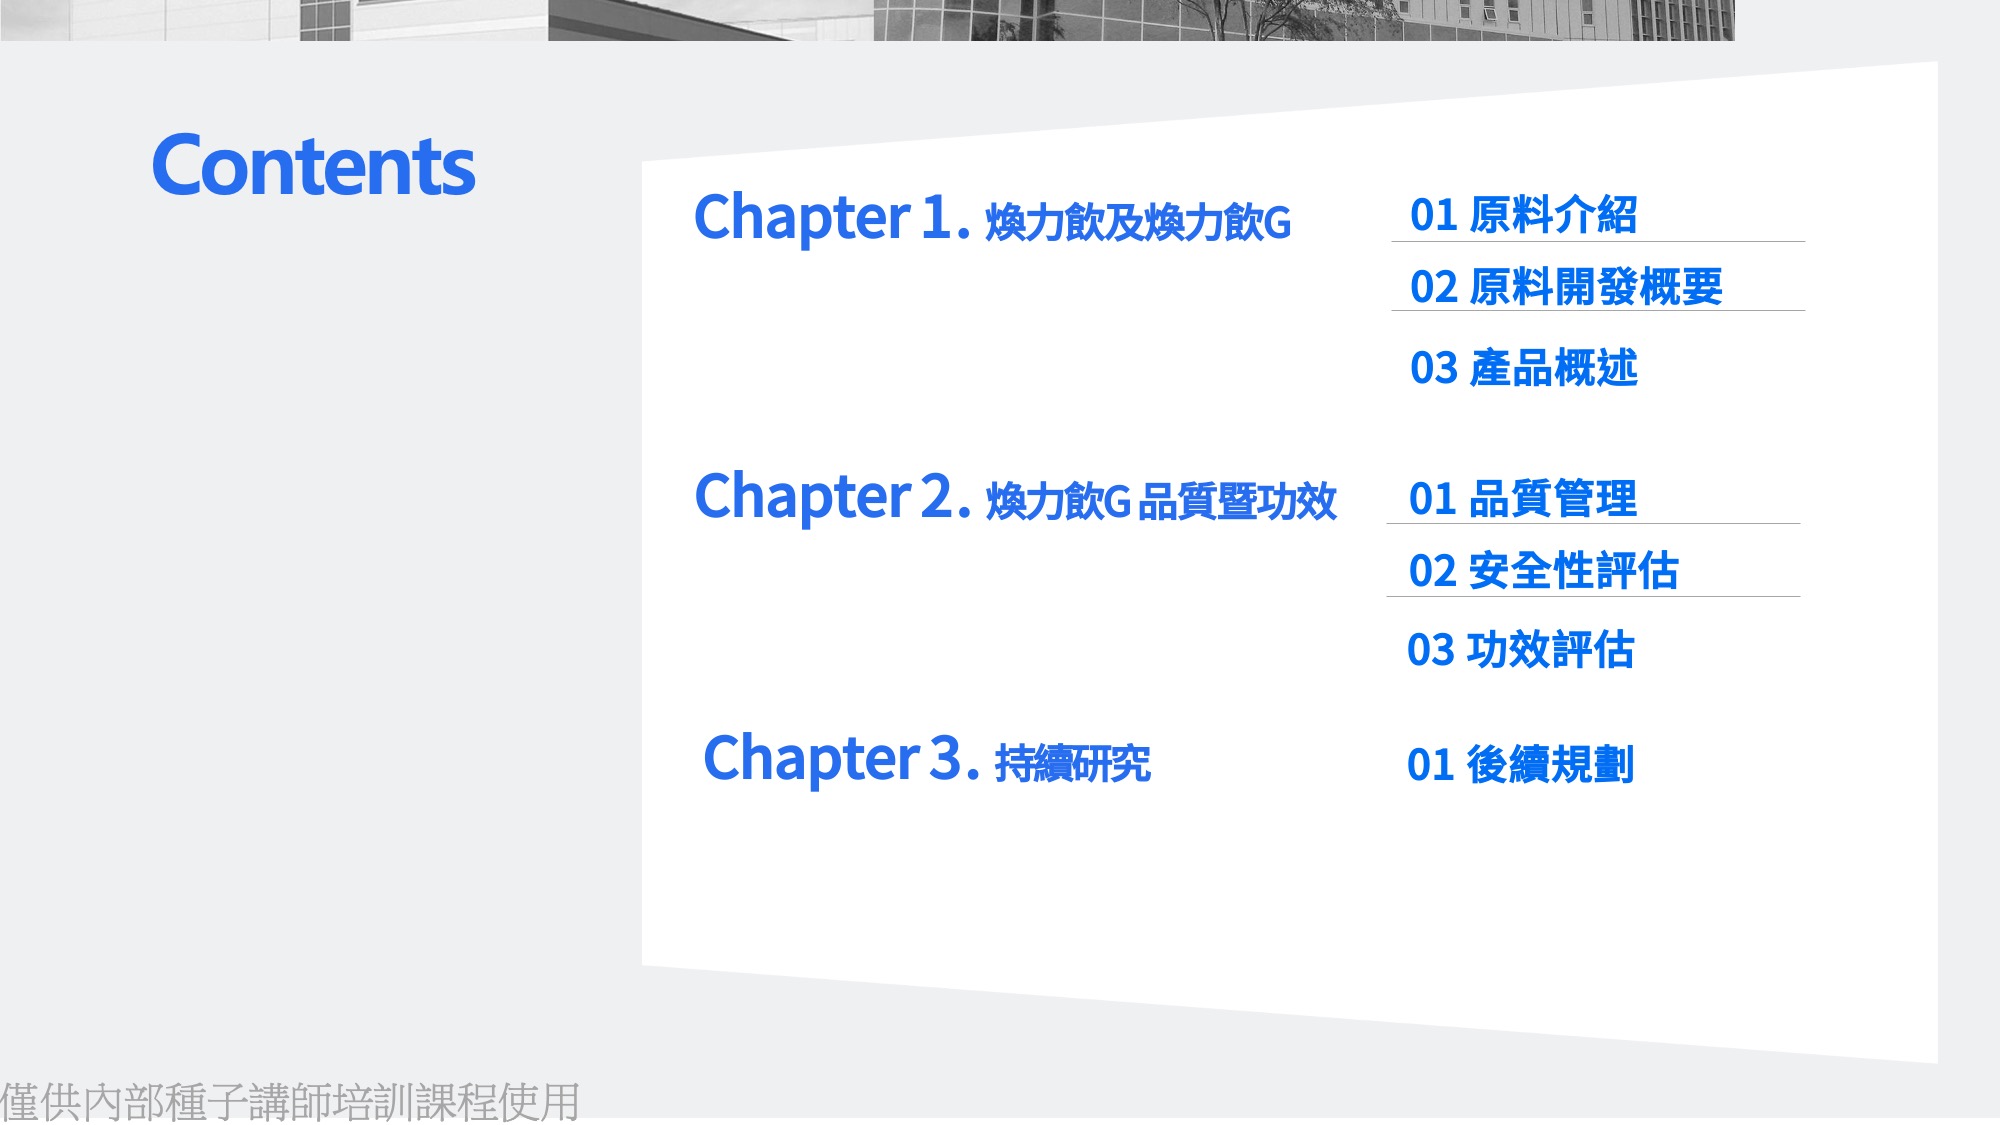 Contents
Chapter 1. 煥力飲及煥力飲G
01 原料介紹
02 原料開發概要
03 產品概述
Chapter 2. 煥力飲G 品質暨功效
01 品質管理
02 安全性評估
03 功效評估
Chapter 3. 持續研究
01 後續規劃
僅供內部種子講師培訓課程使用